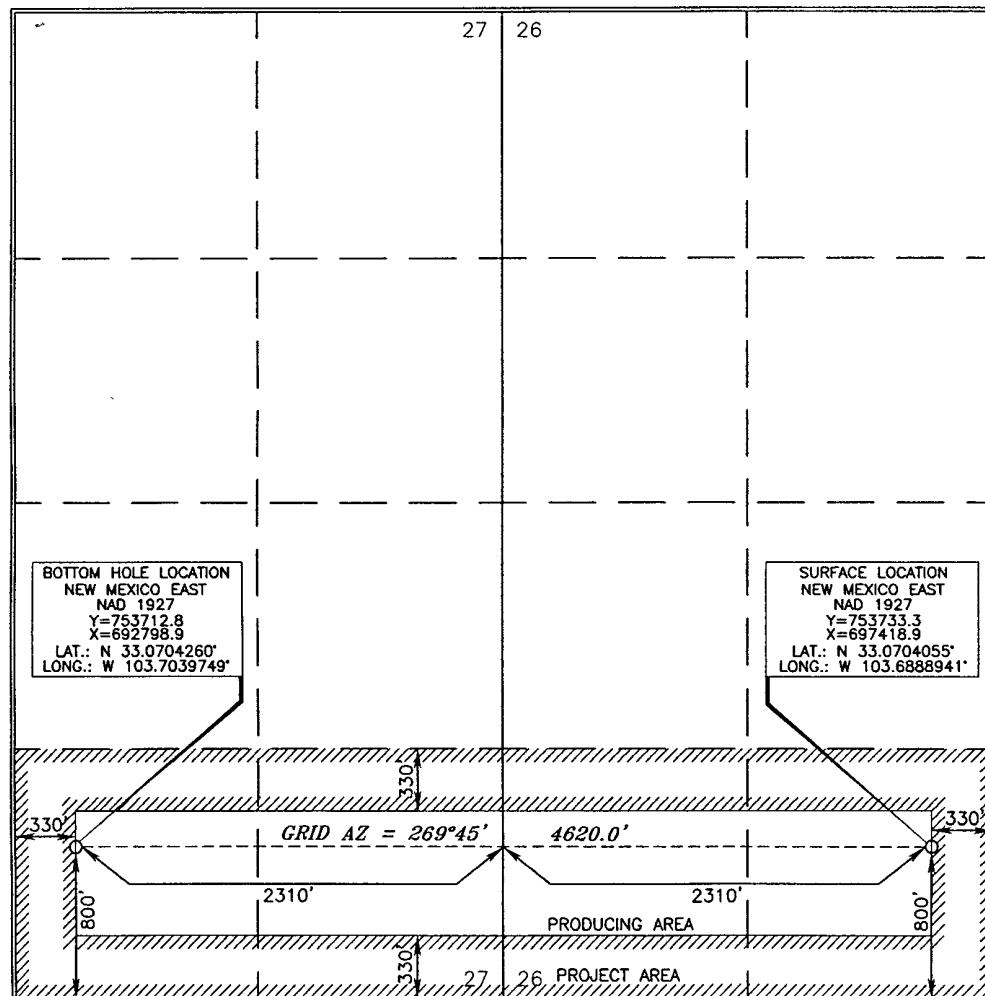 27 26
BOTTOM HOLE LOCATION
NEW MEXICO EAST
NAD 1927
Y=753712.8
X=692798.9
LAT.: N 33.0704260°
LONG.: W 103.7039749°
SURFACE LOCATION
NEW MEXICO EAST
NAD 1927
Y=753733.3
X=697418.9
LAT.: N 33.0704055°
LONG.: W 103.6888941°
330'
330'
330'
GRID AZ = 269°45' 4620.0'
2310'
2310'
800'
800'
PRODUCING AREA
330'
27 26 PROJECT AREA